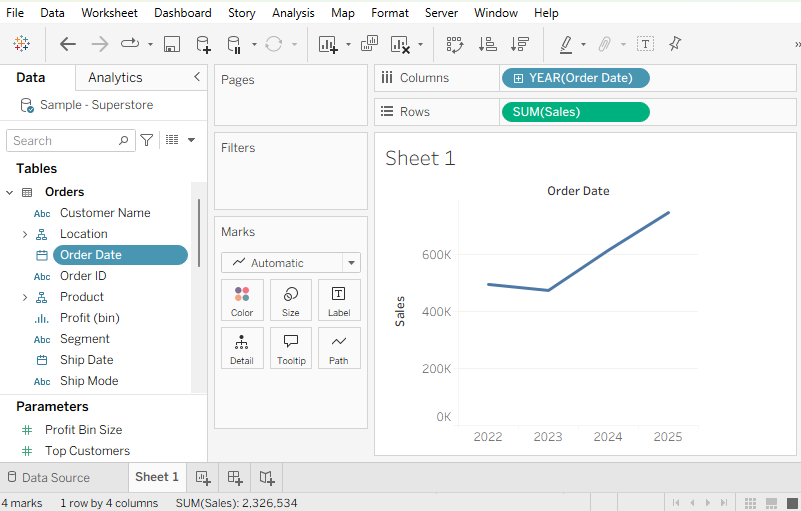 File Data Worksheet Dashboard Story Analysis Map Format Server Window Help
Data Analytics
Sample - Superstore
Search
Tables
Orders
Abc Customer Name
Location
Order Date
Abc Order ID
Product
Profit (bin)
Abc Segment
Ship Date
Abc Ship Mode
Parameters
# Profit Bin Size
# Top Customers
Pages
Filters
Marks
Automatic
Color Size Label
Detail Tooltip Path
Columns YEAR(Order Date)
Rows SUM(Sales)
Sheet 1
Order Date
Sales
600K
400K
200K
0K
2022 2023 2024 2025
Data Source Sheet 1
4 marks 1 row by 4 columns SUM(Sales): 2,326,534